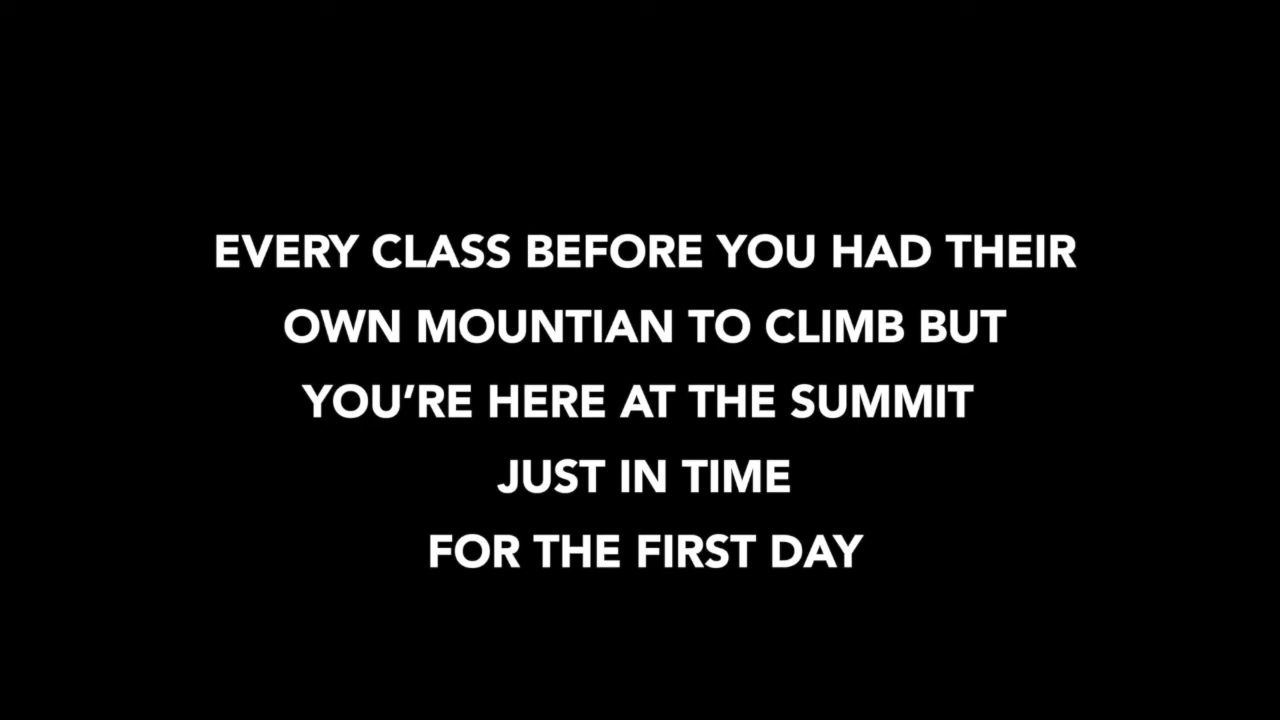 EVERY CLASS BEFORE YOU HAD THEIR
OWN MOUNTIAN TO CLIMB BUT
YOU’RE HERE AT THE SUMMIT
JUST IN TIME
FOR THE FIRST DAY